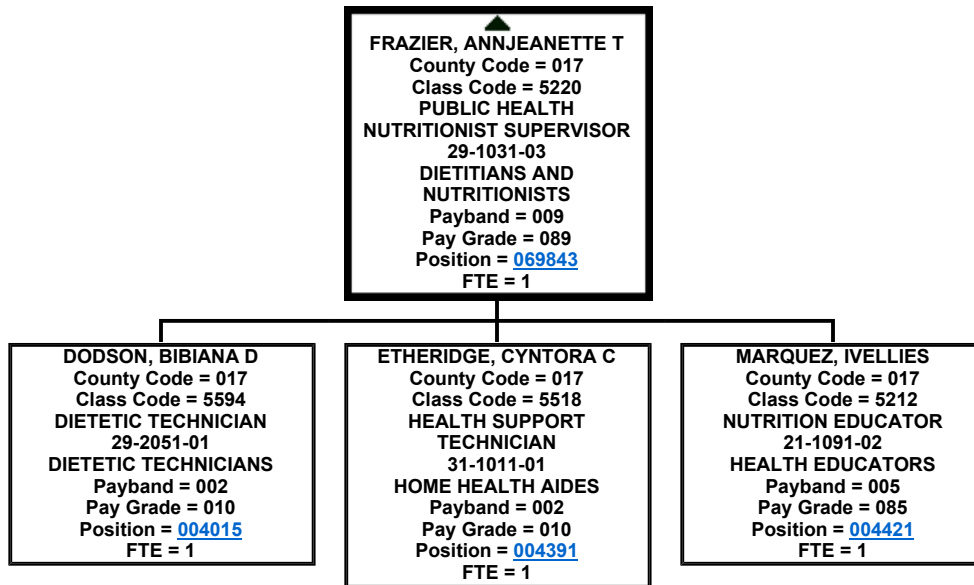 FRAZIER, ANNJEANETTE T
County Code = 017
Class Code = 5220
PUBLIC HEALTH
NUTRITIONIST SUPERVISOR
29-1031-03
DIETITIANS AND
NUTRITIONISTS
Payband = 009
Pay Grade = 089
Position = 069843
FTE = 1
DODSON, BIBIANA D
County Code = 017
Class Code = 5594
DIETETIC TECHNICIAN
29-2051-01
DIETETIC TECHNICIANS
Payband = 002
Pay Grade = 010
Position = 004015
FTE = 1
ETHERIDGE, CYNTORA C
County Code = 017
Class Code = 5518
HEALTH SUPPORT
TECHNICIAN
31-1011-01
HOME HEALTH AIDES
Payband = 002
Pay Grade = 010
Position = 004391
FTE = 1
MARQUEZ, IVELLIES
County Code = 017
Class Code = 5212
NUTRITION EDUCATOR
21-1091-02
HEALTH EDUCATORS
Payband = 005
Pay Grade = 085
Position = 004421
FTE = 1